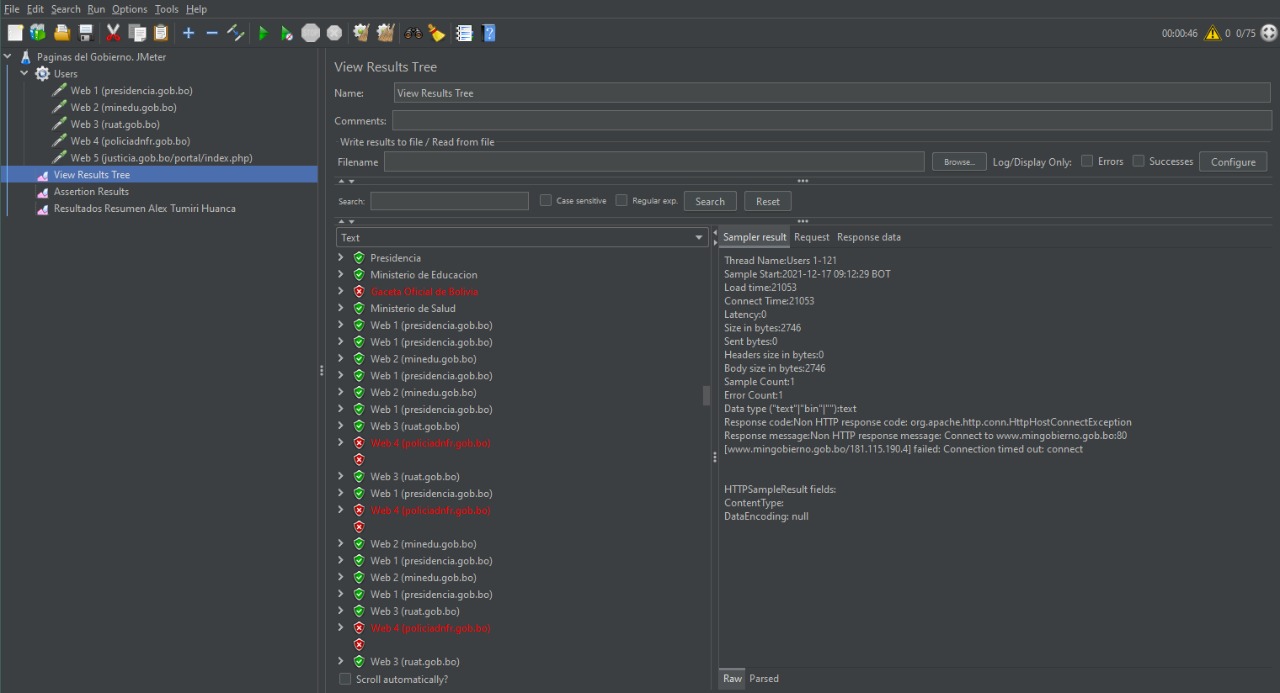 File Edit Search Run Options Tools Help
00:00:46 0 0/75
Paginas del Gobierno. JMeter
Users
Web 1 (presidencia.gob.bo)
Web 2 (minedu.gob.bo)
Web 3 (ruat.gob.bo)
Web 4 (policiadnfr.gob.bo)
Web 5 (justicia.gob.bo/portal/index.php)
View Results Tree
Assertion Results
Resultados Resumen Alex Tumiri Huanca
View Results Tree
Name: View Results Tree
Comments:
Write results to file / Read from file
Filename Browse... Log/Display Only: Errors Successes Configure
Search: Case sensitive Regular exp. Search Reset
Text
Presidencia
Ministerio de Educacion
Gaceta Oficial de Bolivia
Ministerio de Salud
Web 1 (presidencia.gob.bo)
Web 1 (presidencia.gob.bo)
Web 2 (minedu.gob.bo)
Web 1 (presidencia.gob.bo)
Web 2 (minedu.gob.bo)
Web 1 (presidencia.gob.bo)
Web 3 (ruat.gob.bo)
Web 4 (policiadnfr.gob.bo)
Web 3 (ruat.gob.bo)
Web 1 (presidencia.gob.bo)
Web 4 (policiadnfr.gob.bo)
Web 2 (minedu.gob.bo)
Web 1 (presidencia.gob.bo)
Web 2 (minedu.gob.bo)
Web 1 (presidencia.gob.bo)
Web 3 (ruat.gob.bo)
Web 4 (policiadnfr.gob.bo)
Web 3 (ruat.gob.bo)
Scroll automatically?
Sampler result Request Response data
Thread Name:Users 1-121
Sample Start:2021-12-17 09:12:29 BOT
Load time:21053
Connect Time:21053
Latency:0
Size in bytes:2746
Sent bytes:0
Headers size in bytes:0
Body size in bytes:2746
Sample Count:1
Error Count:1
Data type ("text"|"bin"|""):text
Response code:Non HTTP response code: org.apache.http.conn.HttpHostConnectException
Response message:Non HTTP response message: Connect to www.mingobierno.gob.bo:80
[www.mingobierno.gob.bo/181.115.190.4] failed: Connection timed out: connect
HTTPSampleResult fields:
ContentType:
DataEncoding: null
Raw Parsed